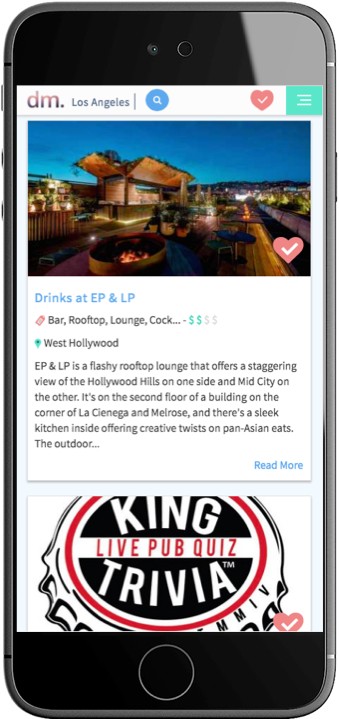 dm. Los Angeles
Drinks at EP & LP
Bar, Rooftop, Lounge, Cock... - $ $ $ $
West Hollywood
EP & LP is a flashy rooftop lounge that offers a staggering
view of the Hollywood Hills on one side and Mid City on
the other. It's on the second floor of a building on the
corner of La Cienega and Melrose, and there's a sleek
kitchen inside offering creative twists on pan-Asian eats.
The outdoor...
Read More
KING
LIVE PUB QUIZ
TRIVIA™
MMIV